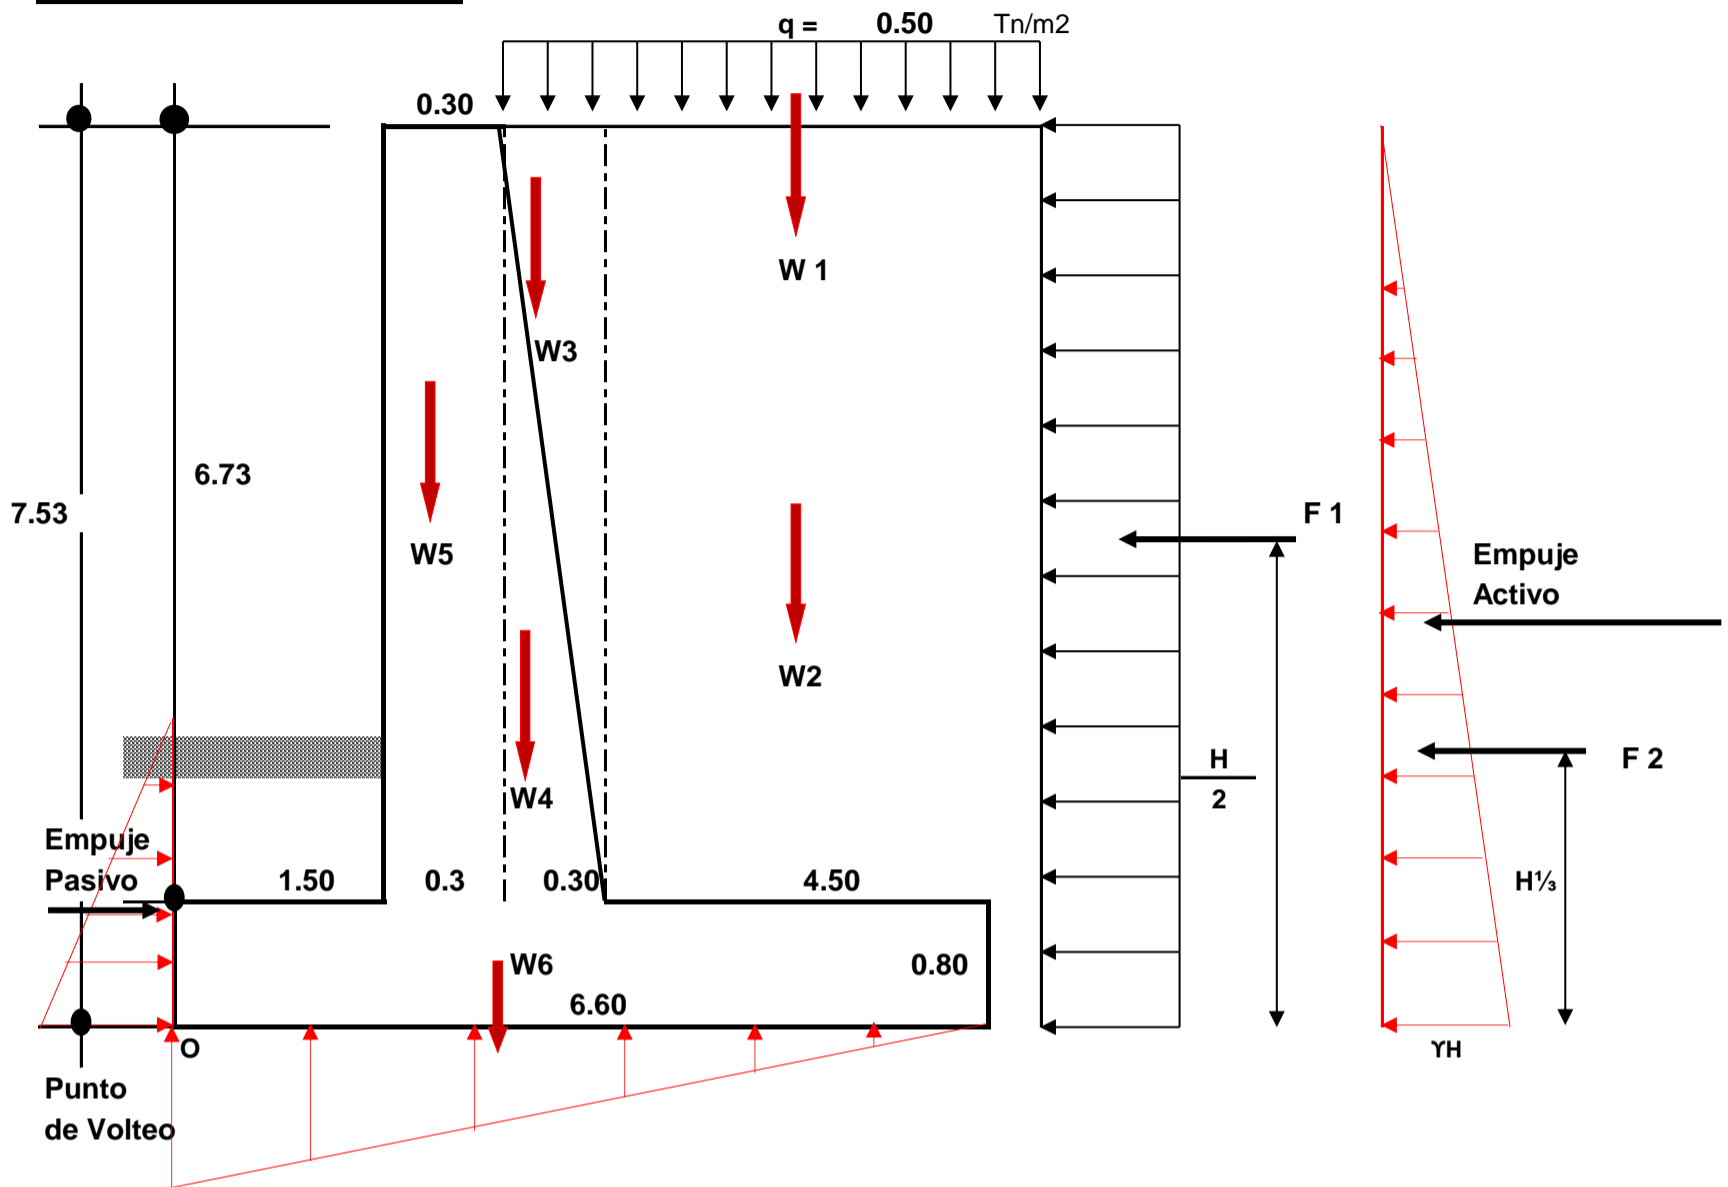 q = 0.50 Tn/m2
0.30
W 1
W3
6.73
7.53
F 1
W5
Empuje
Activo
W2
H
2
F 2
W4
Empuje
Pasivo
1.50 0.3 0.30 4.50
H⅓
W6 0.80
6.60
O
ϒH
Punto
de Volteo